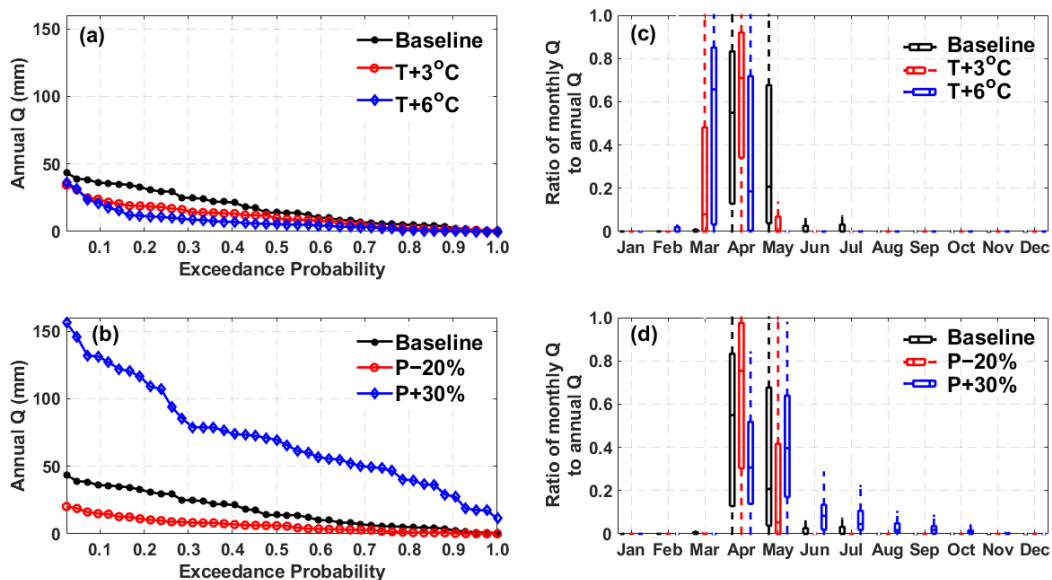 (a)
Baseline
T+3°C
T+6°C
150
100
50
0
Annual Q (mm)
0.1 0.2 0.3 0.4 0.5 0.6 0.7 0.8 0.9 1.0
Exceedance Probability
(c)
Baseline
T+3°C
T+6°C
1.0
0.8
0.6
0.4
0.2
0
Ratio of monthly Q
to annual Q
Jan Feb Mar Apr May Jun Jul Aug Sep Oct Nov Dec
(b)
Baseline
P−20%
P+30%
150
100
50
0
Annual Q (mm)
0.1 0.2 0.3 0.4 0.5 0.6 0.7 0.8 0.9 1.0
Exceedance Probability
(d)
Baseline
P−20%
P+30%
1.0
0.8
0.6
0.4
0.2
0
Ratio of monthly Q
to annual Q
Jan Feb Mar Apr May Jun Jul Aug Sep Oct Nov Dec